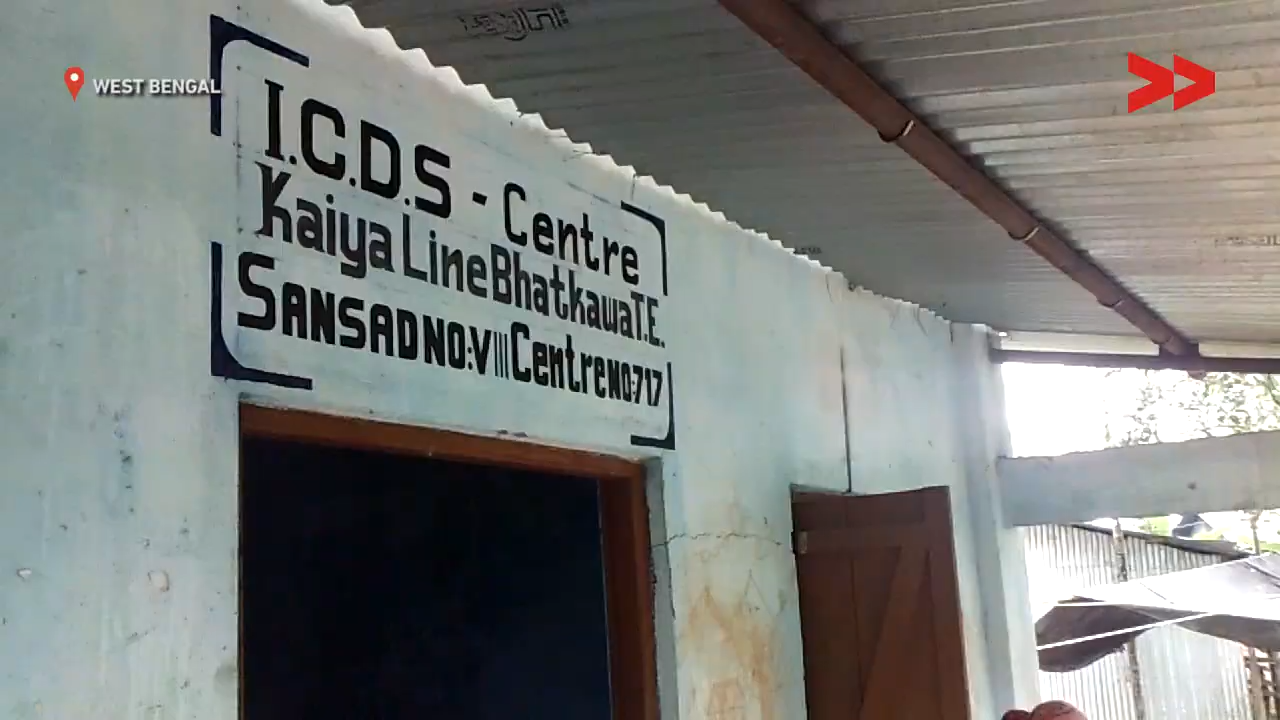 WEST BENGAL
I.C.D.S - Centre
Kaiya Line Bhatkawa T.E.
SANSAD NO:VIII Centre NO:717